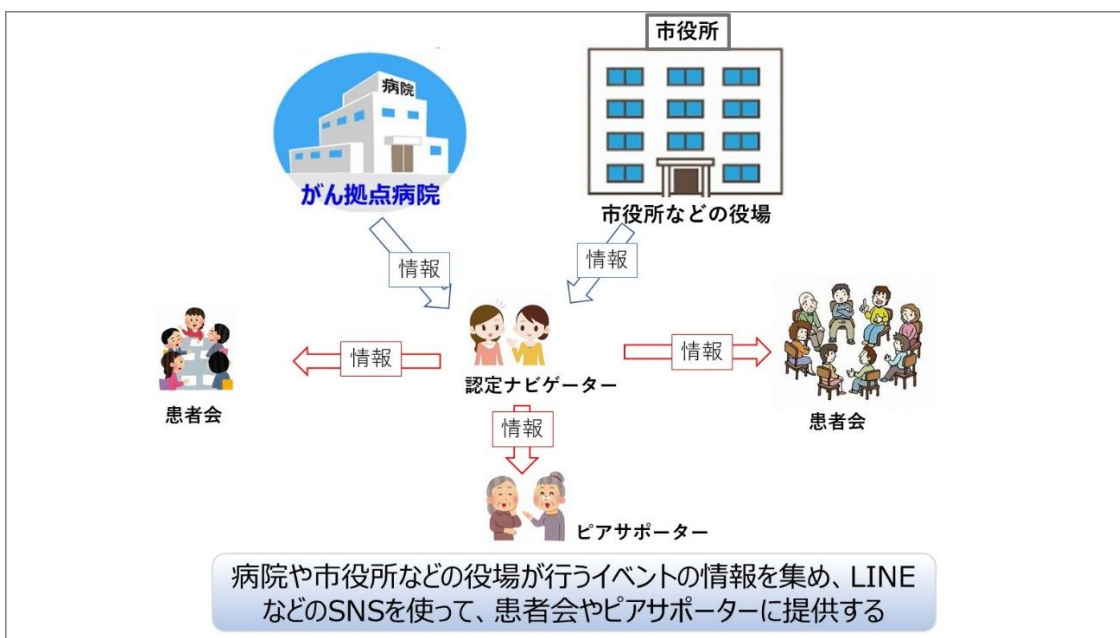 市役所
病院
がん拠点病院
市役所などの役場
情報
情報
情報
情報
認定ナビゲーター
患者会
患者会
情報
ピアサポーター
病院や市役所などの役場が行うイベントの情報を集め、LINE
などのSNSを使って、患者会やピアサポーターに提供する